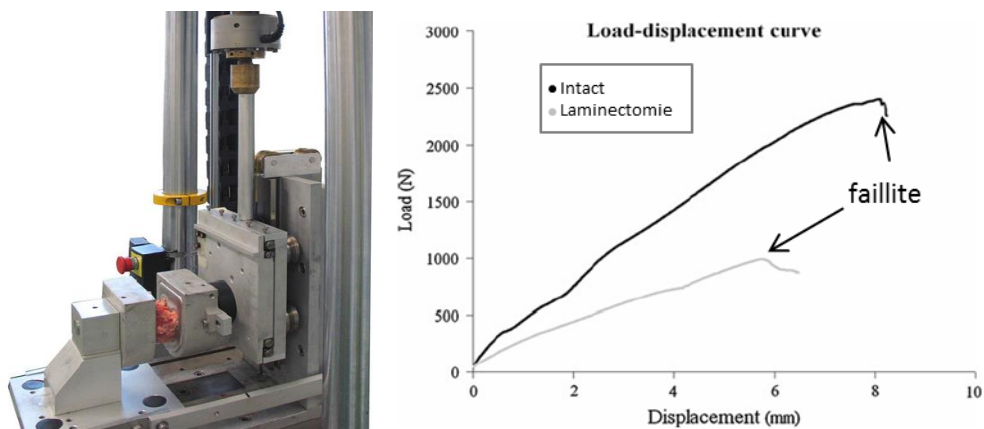 Load-displacement curve
Intact
Laminectomie
faillite
Load (N)
3000
2500
2000
1500
1000
500
0
0 2 4 6 8 10
Displacement (mm)